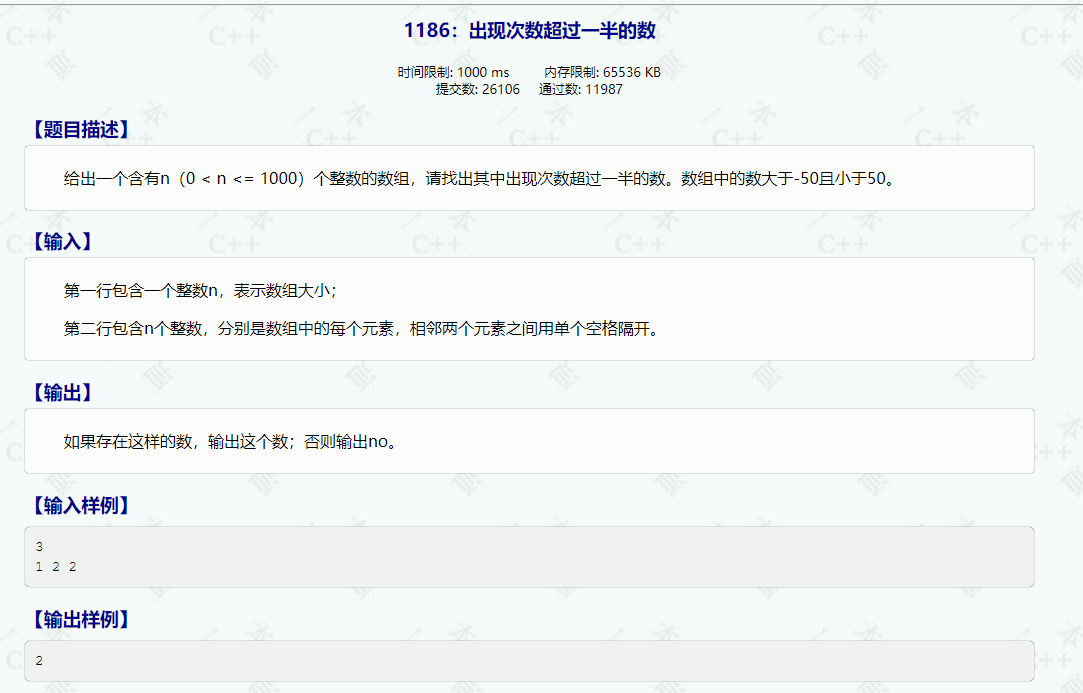 1186：出现次数超过一半的数
时间限制: 1000 ms 内存限制: 65536 KB
提交数: 26106 通过数: 11987
【题目描述】
给出一个含有n（0 < n <= 1000）个整数的数组，请找出其中出现次数超过一半的数。数组中的数大于-50且小于50。
【输入】
第一行包含一个整数n，表示数组大小；
第二行包含n个整数，分别是数组中的每个元素，相邻两个元素之间用单个空格隔开。
【输出】
如果存在这样的数，输出这个数；否则输出no。
【输入样例】
3
1 2 2
【输出样例】
2